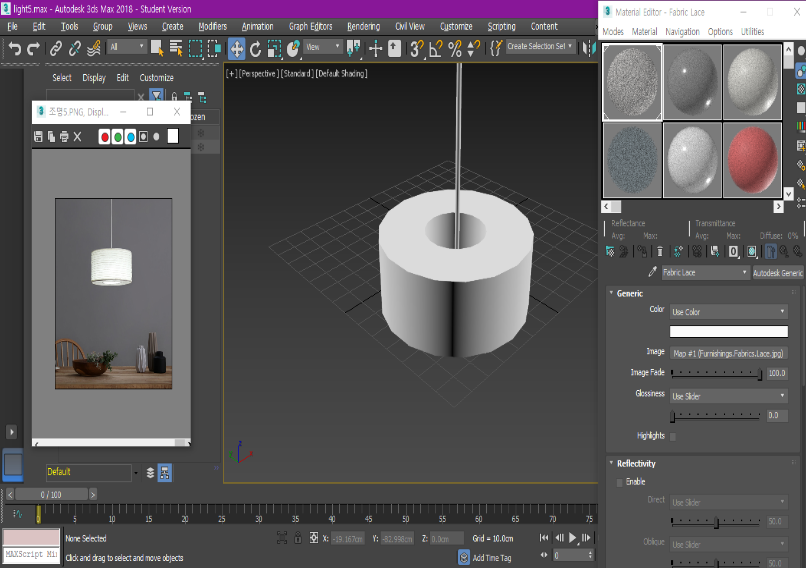 light5.max - Autodesk 3ds Max 2018 - Student Version
File Edit Tools Group Views Create Modifiers Animation Graph Editors Rendering Civil View Customize Scripting Content
All
View
Create Selection Set
Select Display Edit Customize
조명5.PNG, Displ...
ozen
[+] [Perspective] [Standard] [Default Shading]
Default
0 / 100
0 5 10 15 20 25 30 35 40 45 50 55 60 65 70 75
None Selected
X: -19.167cm Y: -82.998cm Z: 0.0cm Grid = 10.0cm
MAXScript Mi
Click and drag to select and move objects
Add Time Tag
0
Material Editor - Fabric Lace
Modes Material Navigation Options Utilities
Reflectance
Avg: Max:
Transmittance
Avg: Max: Diffuse: 0%
0
Fabric Lace
Autodesk Generic
Generic
Color Use Color
Image Map #1 (Furnishings.Fabrics.Lace.jpg)
Image Fade 100.0
Glossiness Use Slider
0.0
Highlights
Reflectivity
Enable
Direct Use Slider
50.0
Oblique Use Slider
50.0